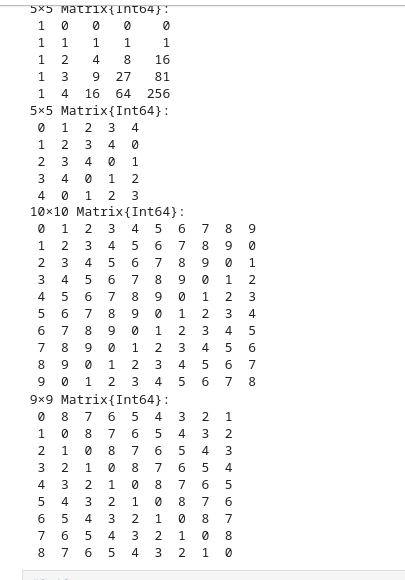 5×5 Matrix{Int64}:
1 0 0 0 0
1 1 1 1 1
1 2 4 8 16
1 3 9 27 81
1 4 16 64 256
5×5 Matrix{Int64}:
0 1 2 3 4
1 2 3 4 0
2 3 4 0 1
3 4 0 1 2
4 0 1 2 3
10×10 Matrix{Int64}:
0 1 2 3 4 5 6 7 8 9
1 2 3 4 5 6 7 8 9 0
2 3 4 5 6 7 8 9 0 1
3 4 5 6 7 8 9 0 1 2
4 5 6 7 8 9 0 1 2 3
5 6 7 8 9 0 1 2 3 4
6 7 8 9 0 1 2 3 4 5
7 8 9 0 1 2 3 4 5 6
8 9 0 1 2 3 4 5 6 7
9 0 1 2 3 4 5 6 7 8
9×9 Matrix{Int64}:
0 8 7 6 5 4 3 2 1
1 0 8 7 6 5 4 3 2
2 1 0 8 7 6 5 4 3
3 2 1 0 8 7 6 5 4
4 3 2 1 0 8 7 6 5
5 4 3 2 1 0 8 7 6
6 5 4 3 2 1 0 8 7
7 6 5 4 3 2 1 0 8
8 7 6 5 4 3 2 1 0